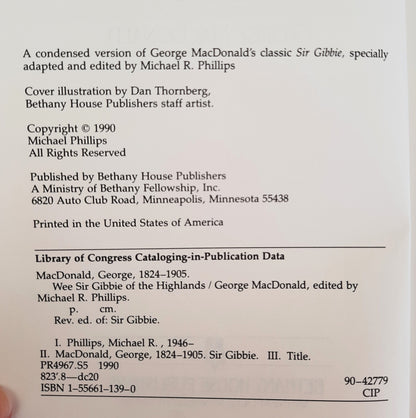 A condensed version of George MacDonald's classic Sir Gibbie, specially
adapted and edited by Michael R. Phillips
Cover illustration by Dan Thornberg,
Bethany House Publishers staff artist.
Copyright © 1990
Michael Phillips
All Rights Reserved
Published by Bethany House Publishers
A Ministry of Bethany Fellowship, Inc.
6820 Auto Club Road, Minneapolis, Minnesota 55438
Printed in the United States of America
Library of Congress Cataloging-in-Publication Data
MacDonald, George, 1824–1905.
Wee Sir Gibbie of the Highlands / George MacDonald, edited by
Michael R. Phillips.
p. cm.
Rev. ed. of: Sir Gibbie.
I. Phillips, Michael R. , 1946–
II. MacDonald, George, 1824–1905. Sir Gibbie. III. Title.
PR4967.S5 1990
823'.8—dc20 90-42779
ISBN 1-55661-139-0 CIP